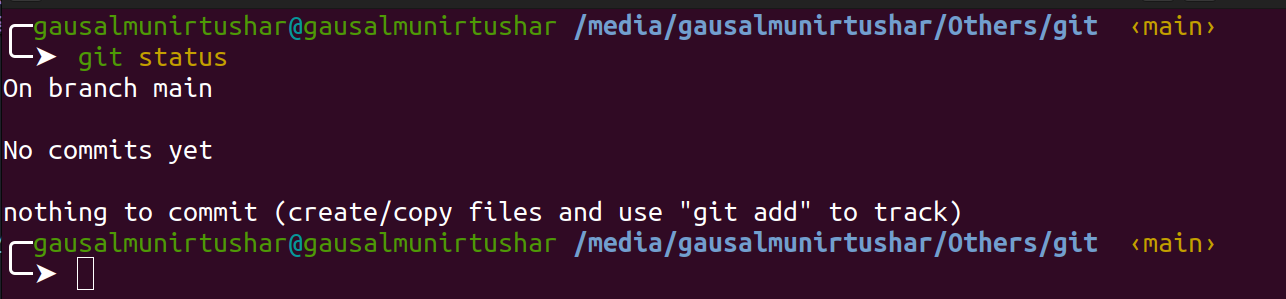 gausalmunirtushar@gausalmunirtushar /media/gausalmunirtushar/Others/git ‹main›
➤ git status
On branch main
No commits yet
nothing to commit (create/copy files and use "git add" to track)
gausalmunirtushar@gausalmunirtushar /media/gausalmunirtushar/Others/git ‹main›
➤